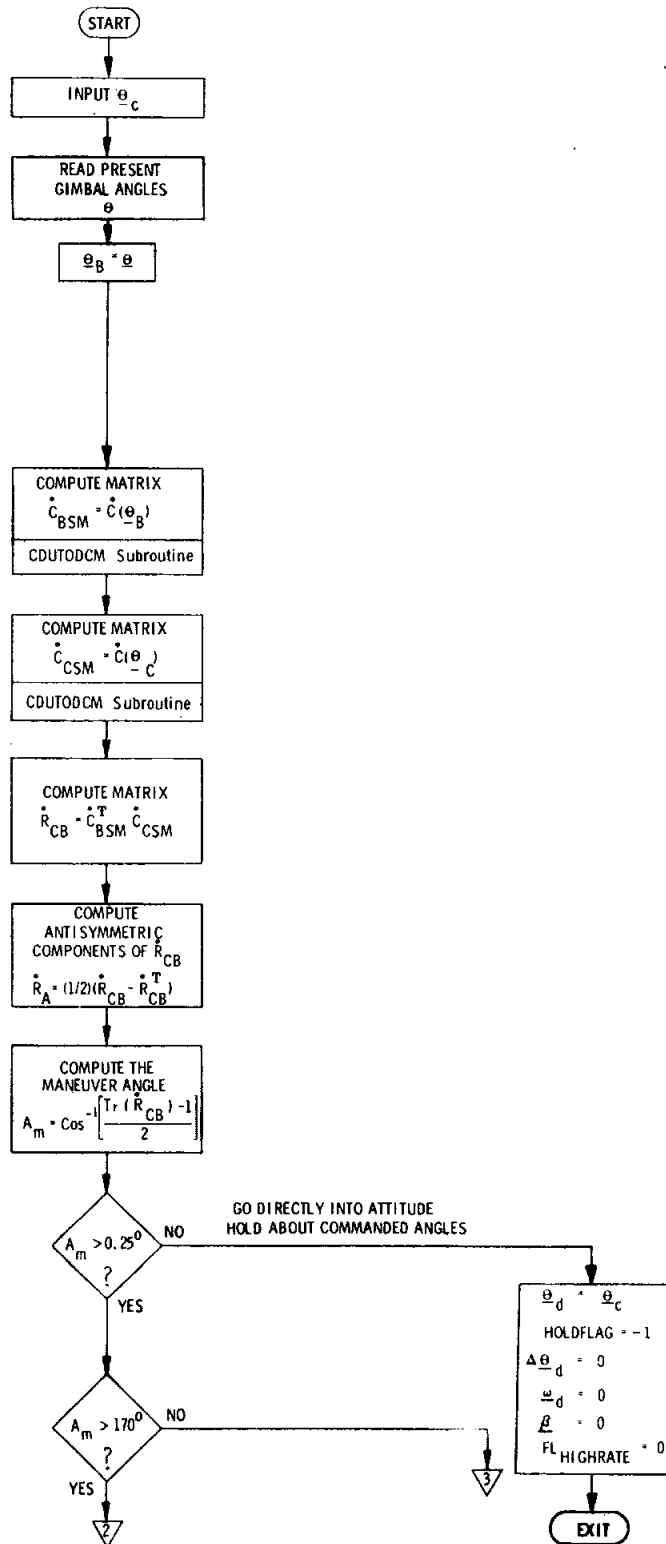 START
INPUT θ_c
READ PRESENT
GIMBAL ANGLES
θ
θ_B = θ
COMPUTE MATRIX
*C_BSM = *C(θ_B)
CDUTODCM Subroutine
COMPUTE MATRIX
*C_CSM = *C(θ_C)
CDUTODCM Subroutine
COMPUTE MATRIX
*R_CB = *C^T_BSM *C_CSM
COMPUTE
ANTISYMMETRIC
COMPONENTS OF *R_CB
*R_A = (1/2)(*R_CB - *R^T_CB)
COMPUTE THE
MANEUVER ANGLE
A_m = Cos^-1[(Tr (*R_CB) -1)/2]
A_m > 0.25°
?
NO
YES
GO DIRECTLY INTO ATTITUDE
HOLD ABOUT COMMANDED ANGLES
θ_d = θ_c
HOLDFLAG = -1
Δθ_d = 0
ω_d = 0
β = 0
FL_HIGHRATE = 0
EXIT
A_m > 170°
?
NO
3
YES
2